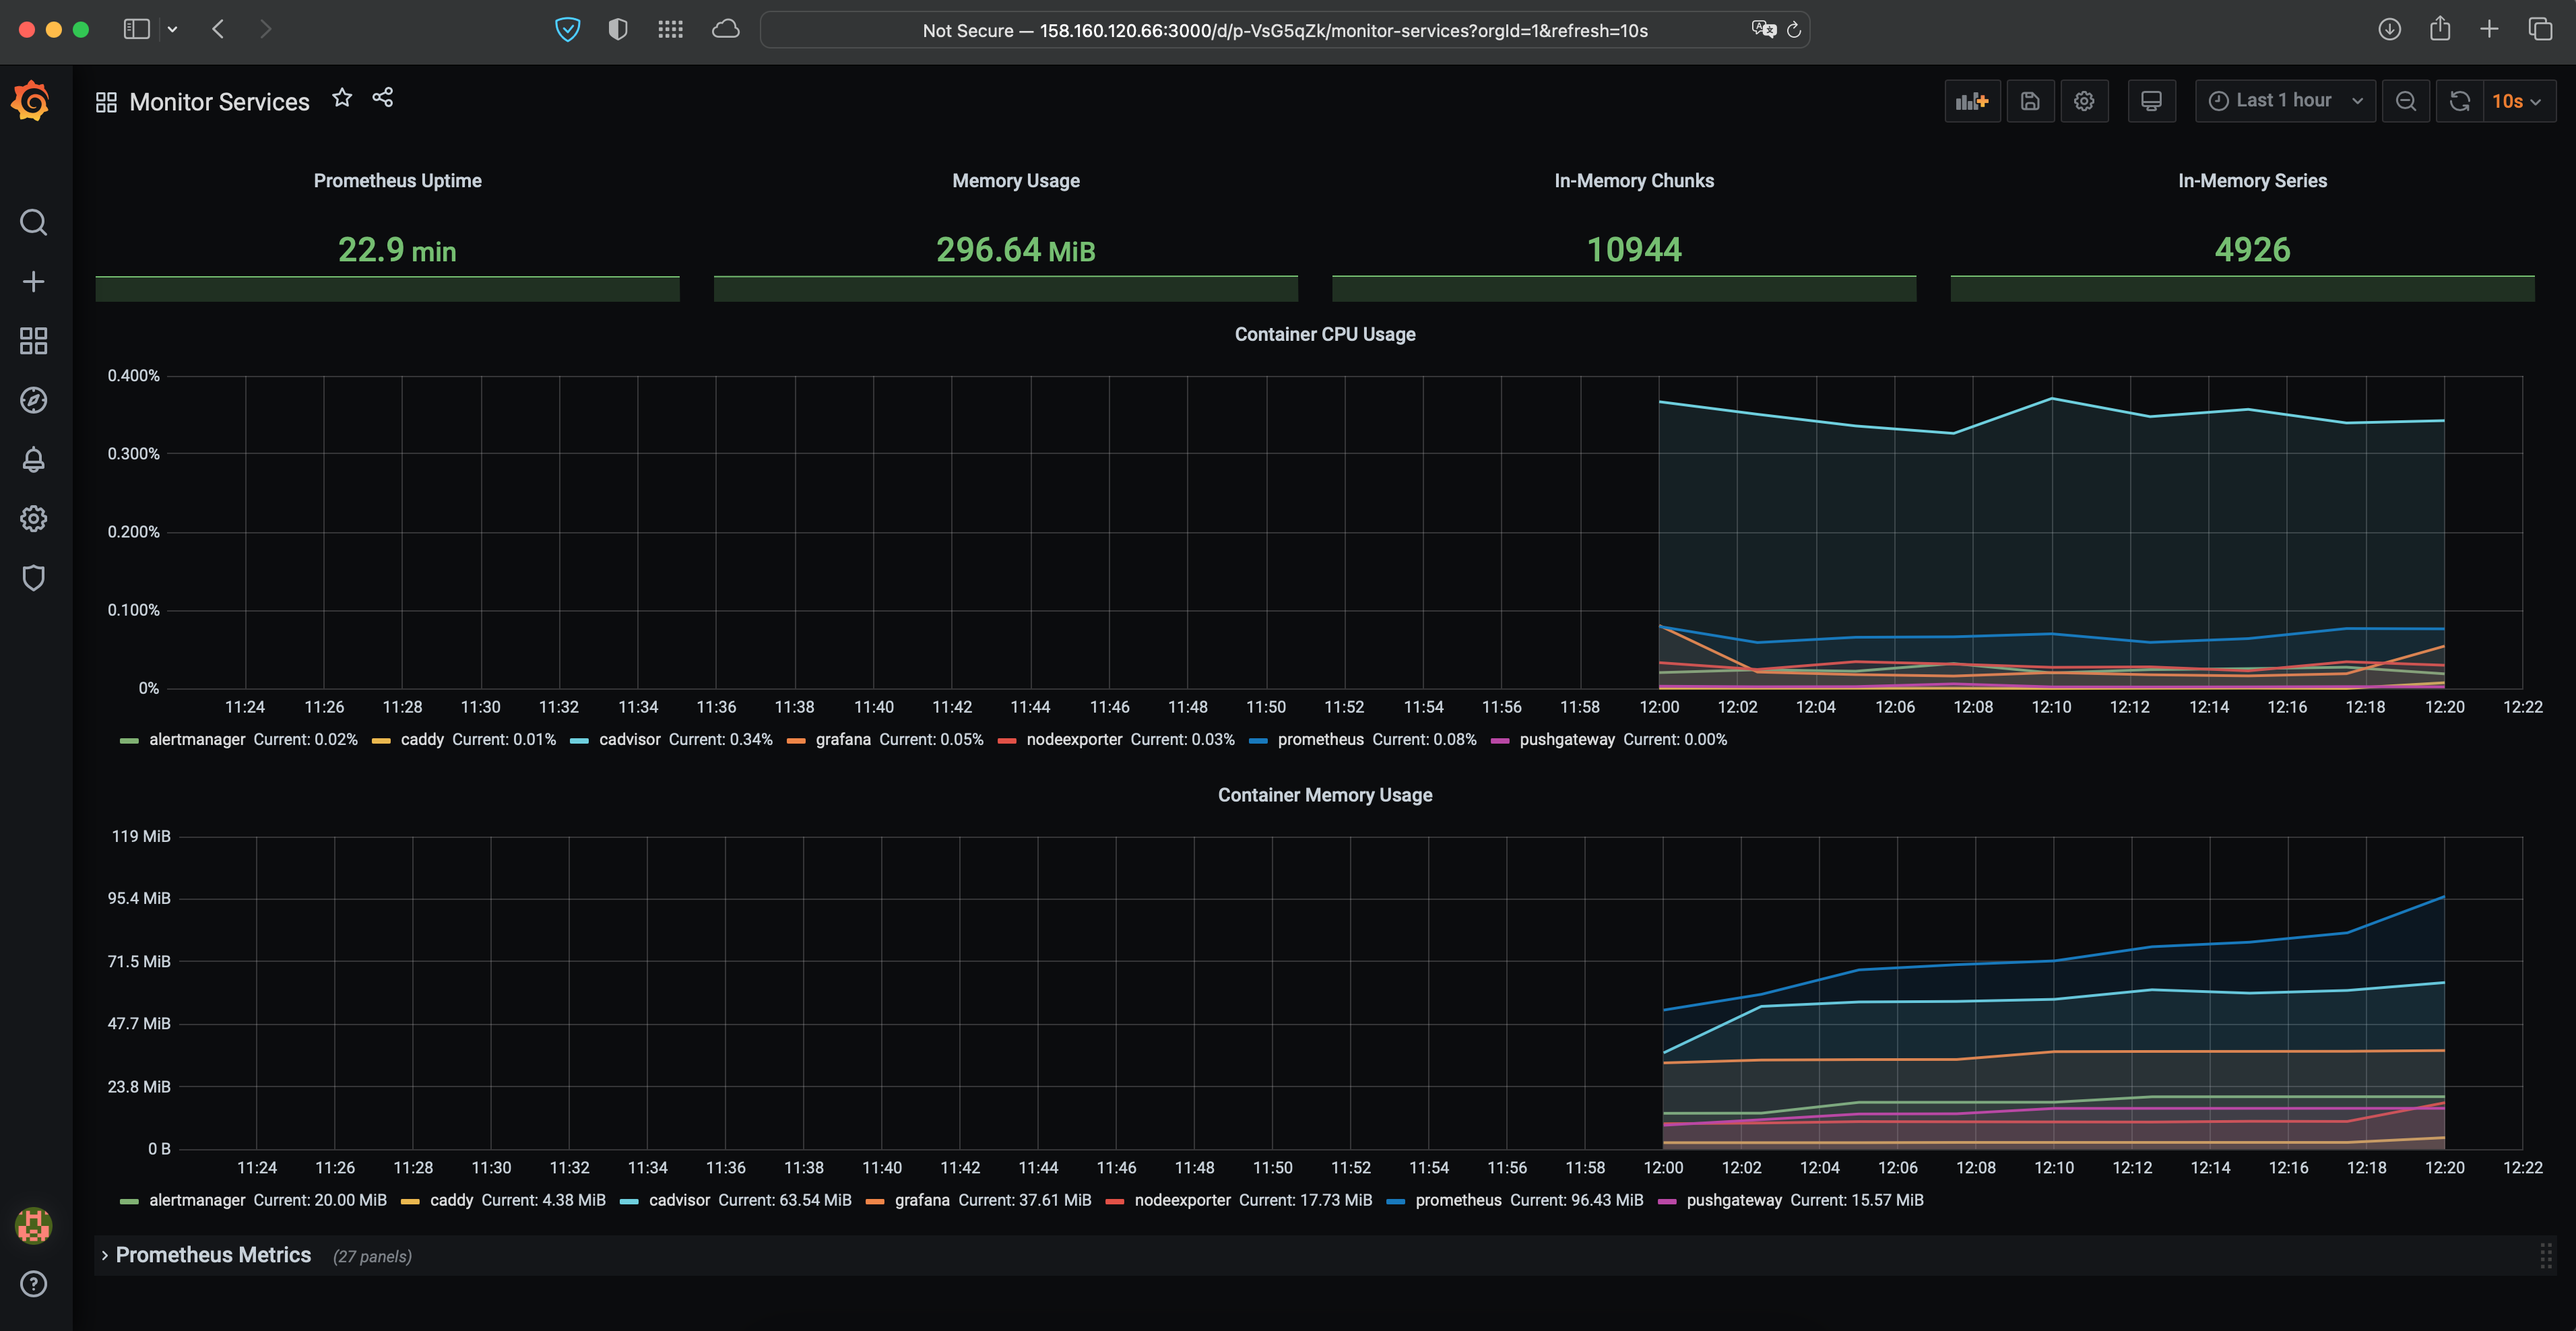 Not Secure — 158.160.120.66:3000/d/p-VsG5qZk/monitor-services?orgId=1&refresh=10s
Monitor Services
Last 1 hour
10s
Prometheus Uptime
Memory Usage
In-Memory Chunks
In-Memory Series
22.9 min
296.64 MiB
10944
4926
Container CPU Usage
0.400%
0.300%
0.200%
0.100%
0%
11:24 11:26 11:28 11:30 11:32 11:34 11:36 11:38 11:40 11:42 11:44 11:46 11:48 11:50 11:52 11:54 11:56 11:58 12:00 12:02 12:04 12:06 12:08 12:10 12:12 12:14 12:16 12:18 12:20 12:22
alertmanager Current: 0.02% caddy Current: 0.01% cadvisor Current: 0.34% grafana Current: 0.05% nodeexporter Current: 0.03% prometheus Current: 0.08% pushgateway Current: 0.00%
Container Memory Usage
119 MiB
95.4 MiB
71.5 MiB
47.7 MiB
23.8 MiB
0 B
11:24 11:26 11:28 11:30 11:32 11:34 11:36 11:38 11:40 11:42 11:44 11:46 11:48 11:50 11:52 11:54 11:56 11:58 12:00 12:02 12:04 12:06 12:08 12:10 12:12 12:14 12:16 12:18 12:20 12:22
alertmanager Current: 20.00 MiB caddy Current: 4.38 MiB cadvisor Current: 63.54 MiB grafana Current: 37.61 MiB nodeexporter Current: 17.73 MiB prometheus Current: 96.43 MiB pushgateway Current: 15.57 MiB
Prometheus Metrics (27 panels)